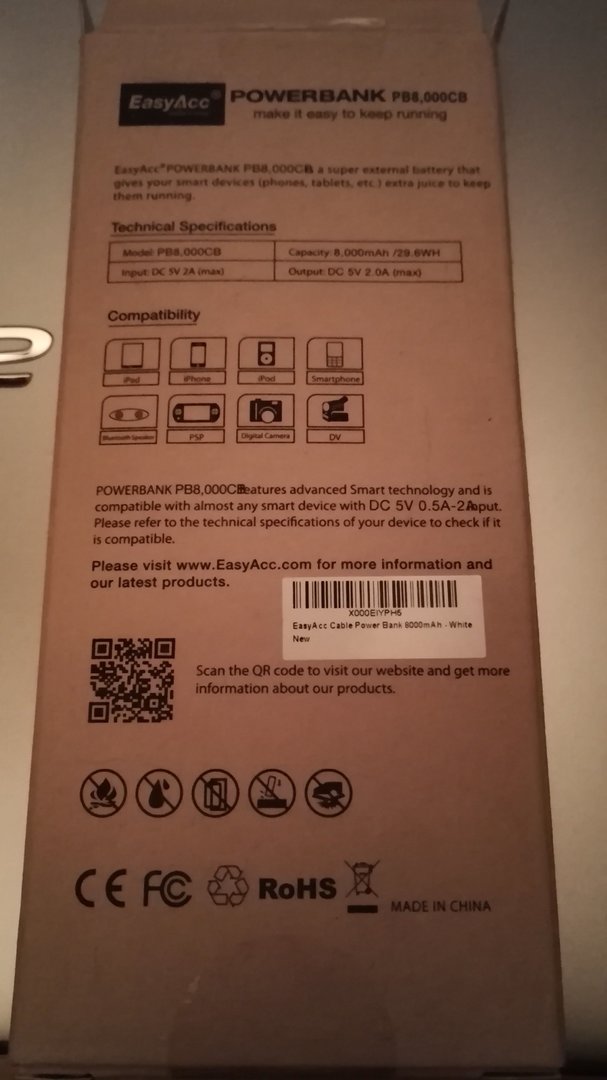 EasyAcc® POWERBANK PB8,000CB
make it easy to keep running
EasyAcc®POWERBANK PB8,000CB a super external battery that
gives your smart devices (phones, tablets, etc.) extra juice to keep
them running.
Technical Specifications
Model: PB8,000CB Capacity: 8,000mAh /29.6WH
Input: DC 5V 2A (max) Output: DC 5V 2.0A (max)
Compatibility
iPad iPhone iPod Smartphone
Bluetooth Speaker PSP Digital Camera DV
POWERBANK PB8,000CB features advanced Smart technology and is
compatible with almost any smart device with DC 5V 0.5A-2A input.
Please refer to the technical specifications of your device to check if it
is compatible.
Please visit www.EasyAcc.com for more information and
our latest products.
X000EIYPH5
EasyAcc Cable Power Bank 8000mAh - White
New
Scan the QR code to visit our website and get more
information about our products.
CE FC RoHS MADE IN CHINA